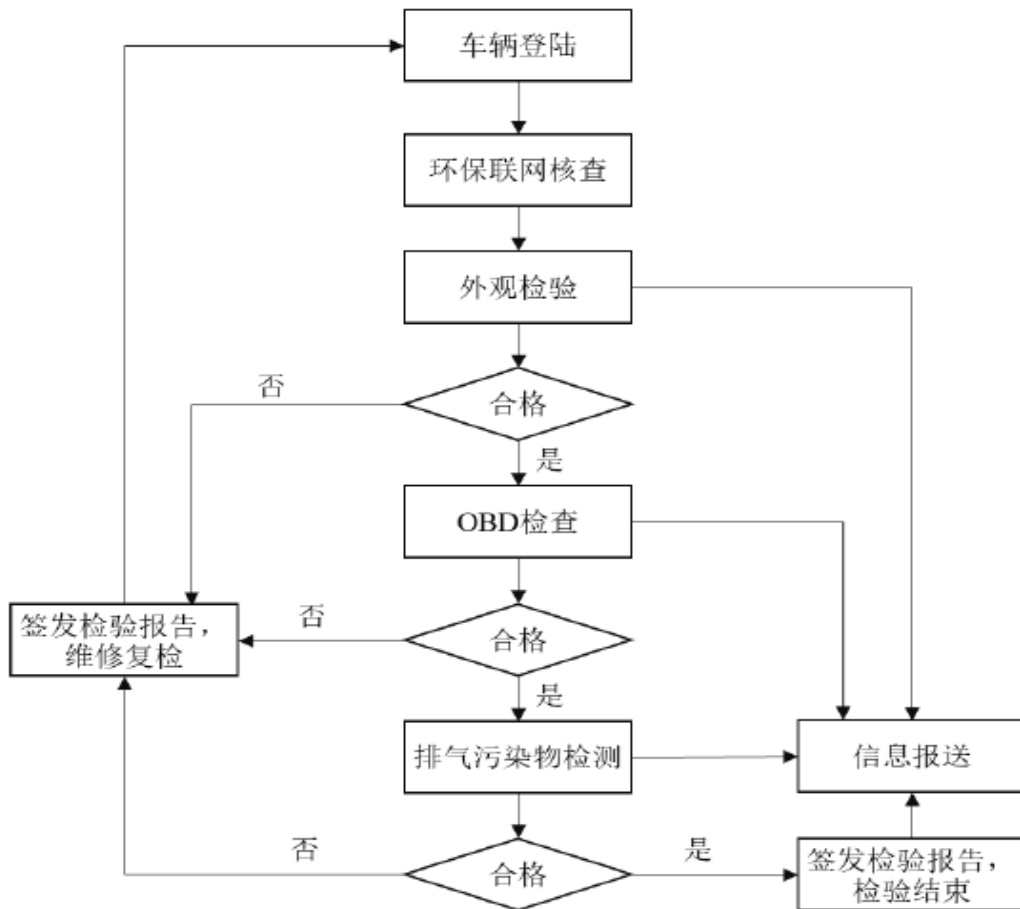 车辆登陆
环保联网核查
外观检验
否
合格
是
OBD检查
签发检验报告，
维修复检
否
合格
是
排气污染物检测
信息报送
否
合格
是
签发检验报告，
检验结束